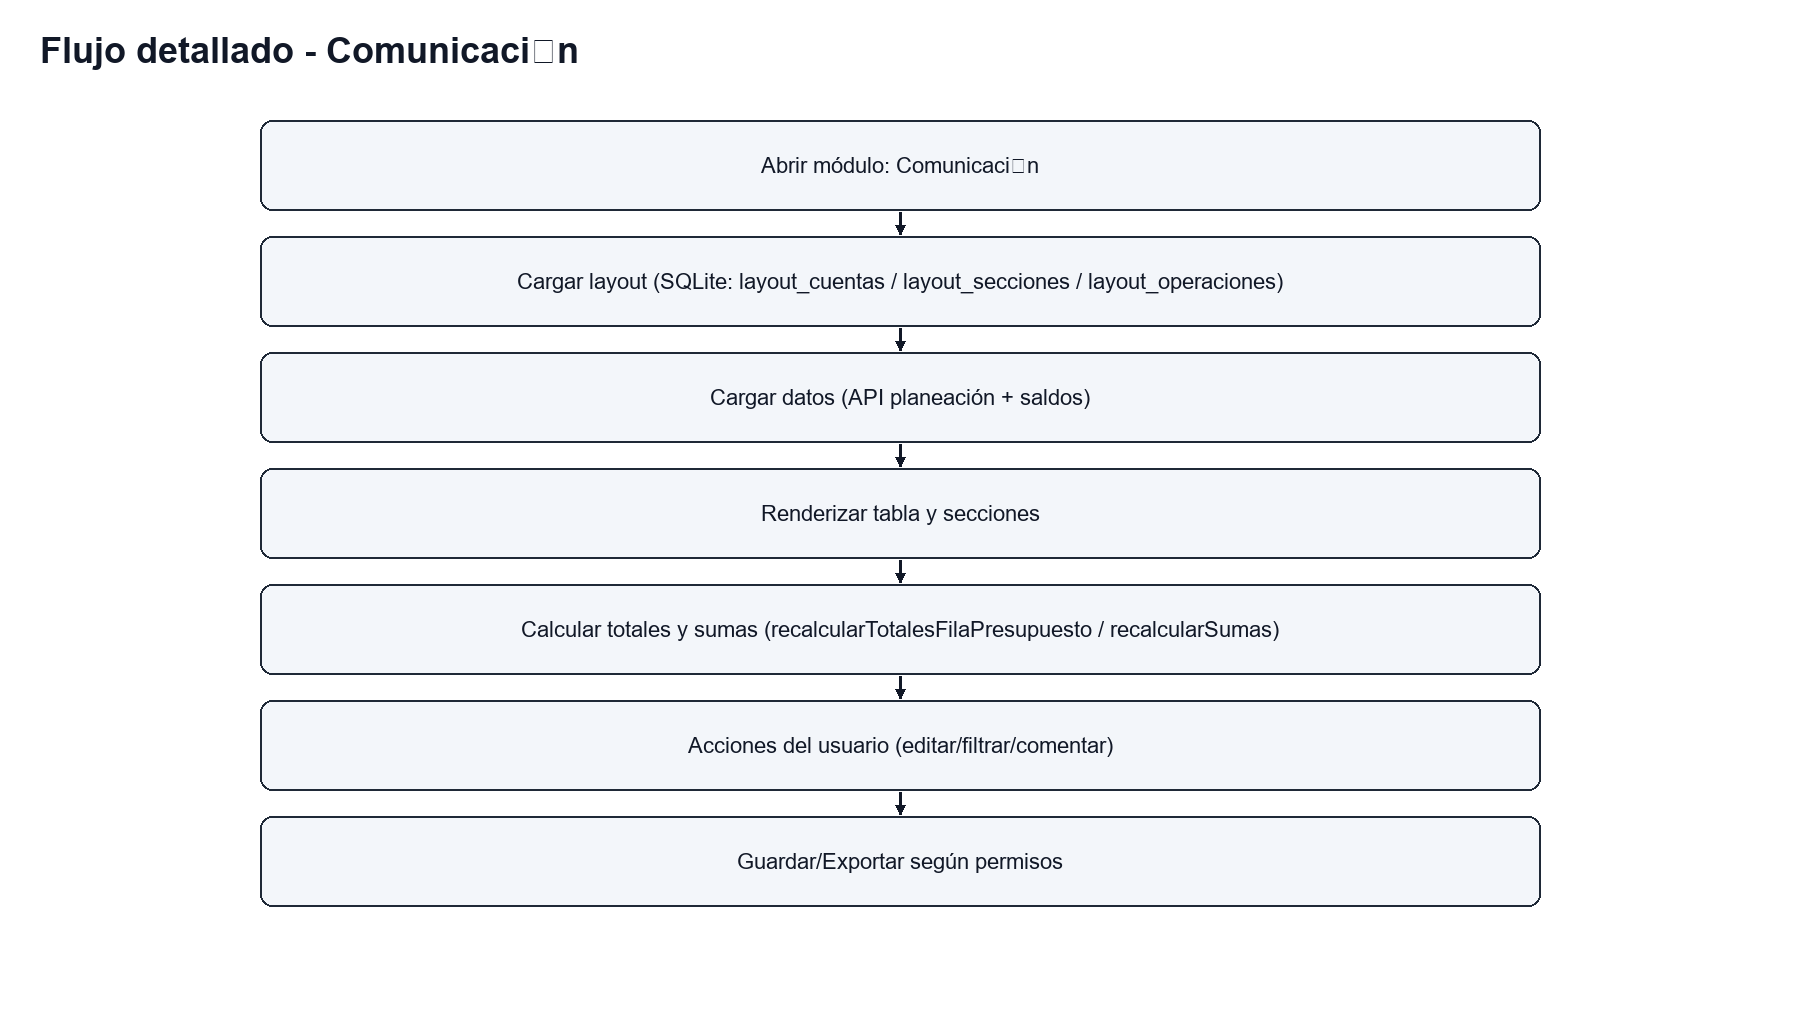 Flujo detallado - Comunicaci□n
Abrir módulo: Comunicaci□n
Cargar layout (SQLite: layout_cuentas / layout_secciones / layout_operaciones)
Cargar datos (API planeación + saldos)
Renderizar tabla y secciones
Calcular totales y sumas (recalcularTotalesFilaPresupuesto / recalcularSumas)
Acciones del usuario (editar/filtrar/comentar)
Guardar/Exportar según permisos